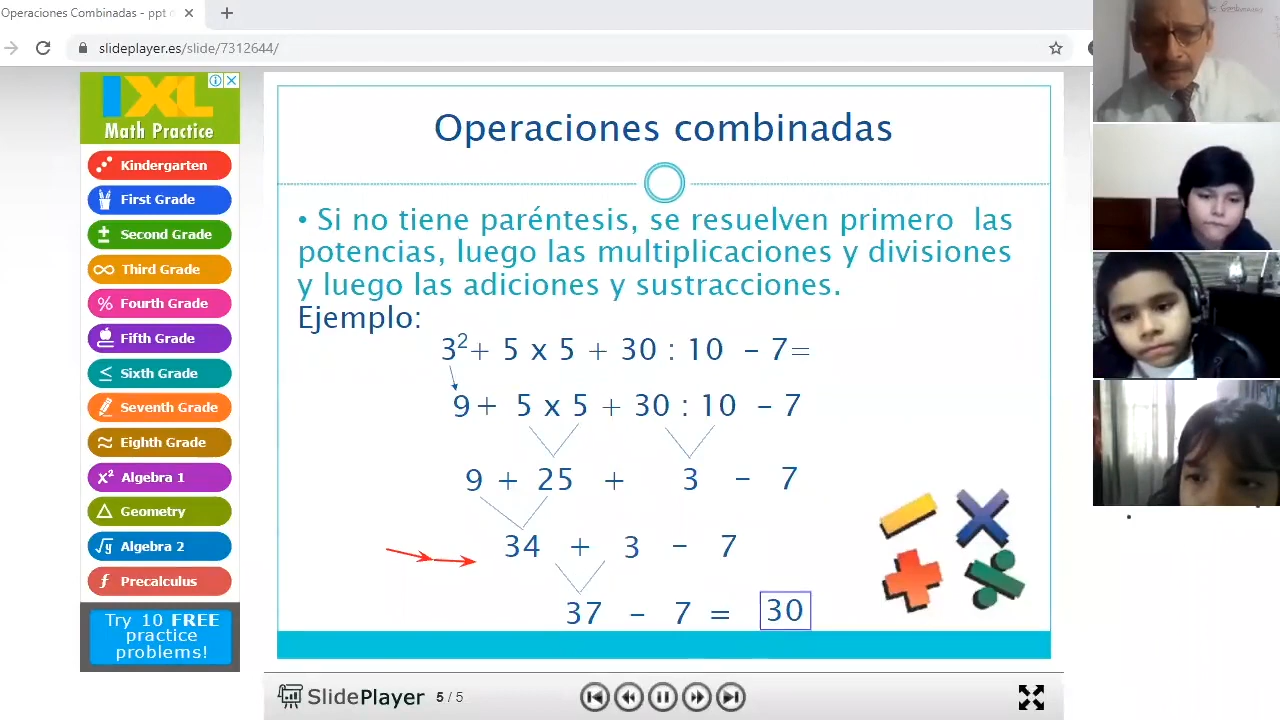 Operaciones Combinadas - ppt
slideplayer.es/slide/7312644/
IXL
Math Practice
Kindergarten
First Grade
Second Grade
Third Grade
Fourth Grade
Fifth Grade
Sixth Grade
Seventh Grade
Eighth Grade
Algebra 1
Geometry
Algebra 2
Precalculus
Try 10 FREE
practice
problems!
Operaciones combinadas
• Si no tiene paréntesis, se resuelven primero las
potencias, luego las multiplicaciones y divisiones
y luego las adiciones y sustracciones.
Ejemplo:
3²+ 5 x 5 + 30 : 10 – 7=
9 + 5 x 5 + 30 : 10 – 7
9 + 25 + 3 – 7
34 + 3 – 7
37 – 7 = 30
SlidePlayer 5 / 5